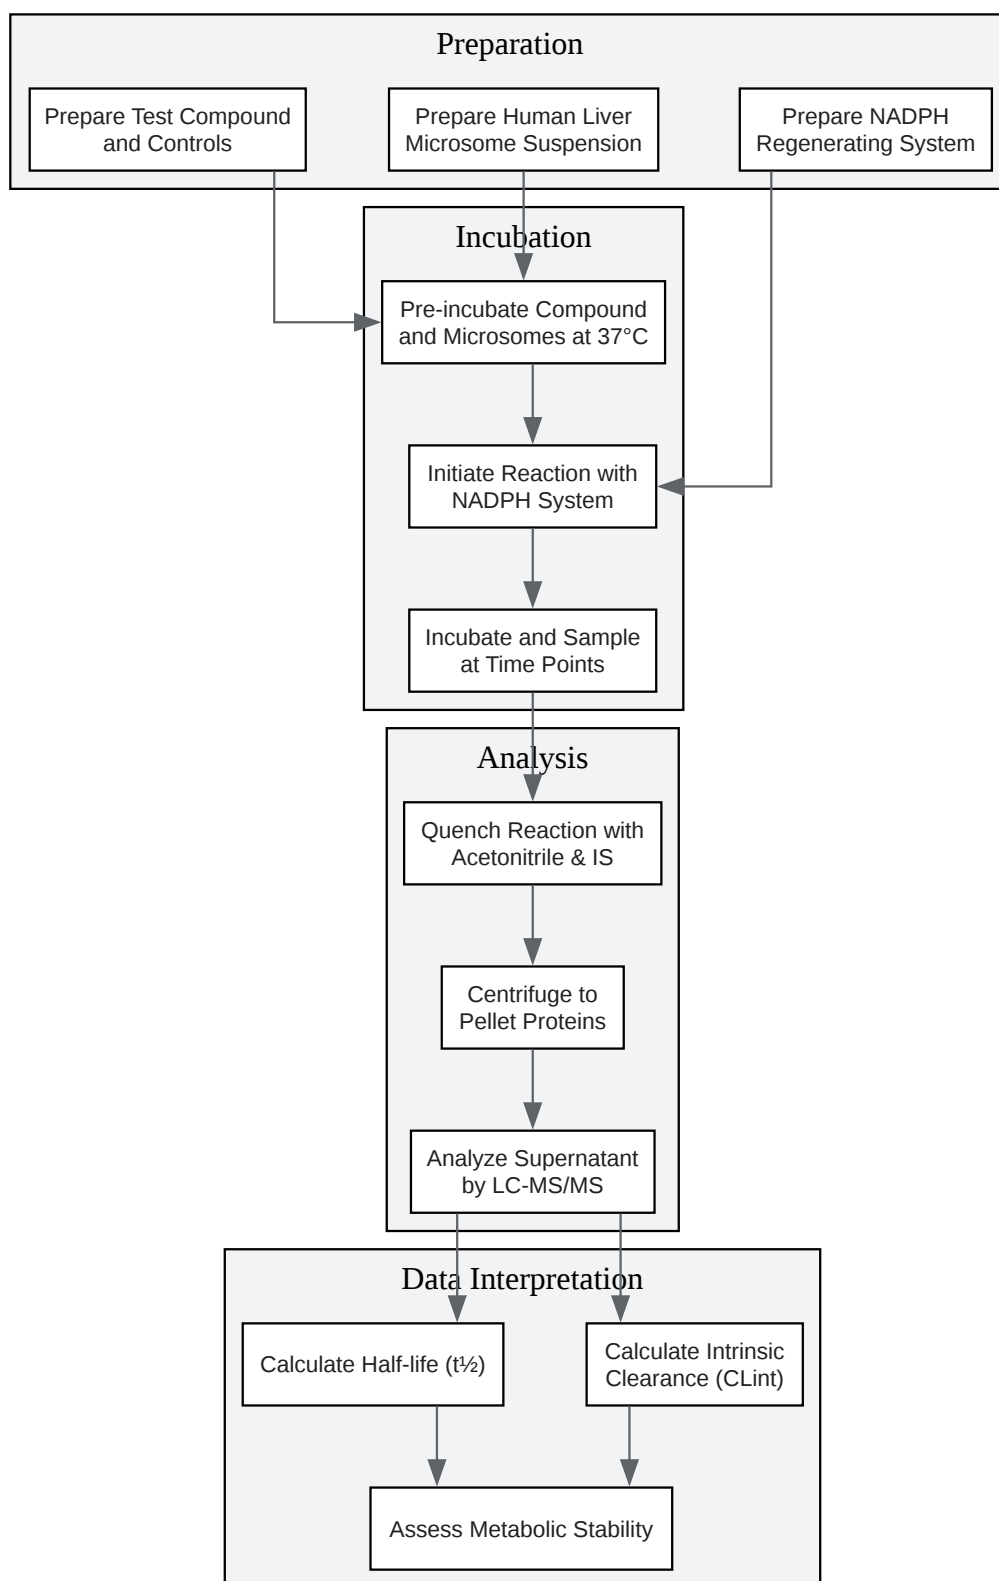 Preparation
Prepare Test Compound
and Controls
Prepare Human Liver
Microsome Suspension
Prepare NADPH
Regenerating System
Incubation
Pre-incubate Compound
and Microsomes at 37°C
Initiate Reaction with
NADPH System
Incubate and Sample
at Time Points
Analysis
Quench Reaction with
Acetonitrile & IS
Centrifuge to
Pellet Proteins
Analyze Supernatant
by LC-MS/MS
Data Interpretation
Calculate Half-life (t½)
Calculate Intrinsic
Clearance (CLint)
Assess Metabolic Stability